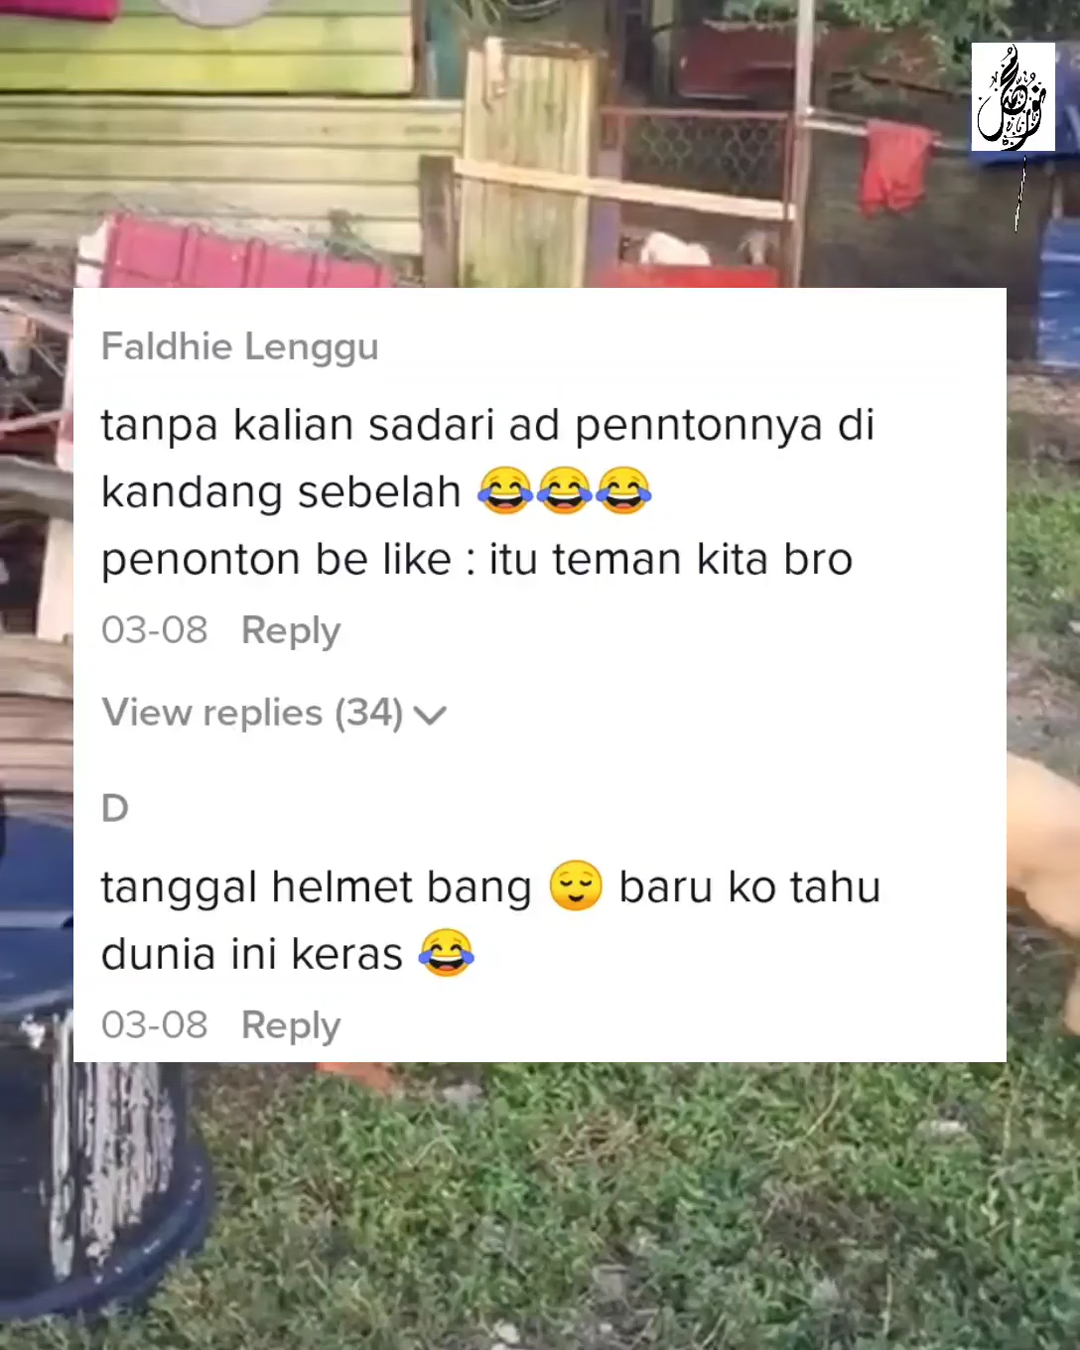 Faldhie Lenggu
tanpa kalian sadari ad penntonnya di
kandang sebelah 😂😂😂
penonton be like : itu teman kita bro
03-08 Reply
View replies (34)
D
tanggal helmet bang 😌 baru ko tahu
dunia ini keras 😂
03-08 Reply